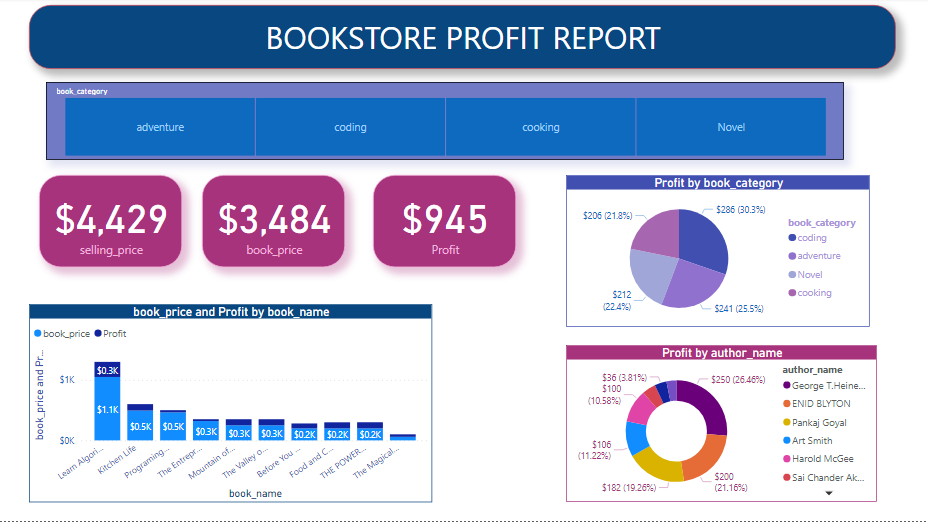 BOOKSTORE PROFIT REPORT
book_category
adventure
coding
cooking
Novel
$4,429
selling_price
$3,484
book_price
$945
Profit
Profit by book_category
$286 (30.3%)
$241 (25.5%)
$212
(22.4%)
$206 (21.8%)
book_category
coding
adventure
Novel
cooking
book_price and Profit by book_name
book_price Profit
book_price and Pr...
$1K
$0K
$0.3K
$1.1K
$0.5K
$0.5K
$0.3K
$0.3K
$0.3K
$0.2K
$0.2K
$0.2K
Learn Algori...
Kitchen Life
Programing...
The Entrepr...
Mountain of...
The Valley o...
Before You ...
Food and C...
THE POWER...
The Magical...
book_name
Profit by author_name
$250 (26.46%)
$200
(21.16%)
$182 (19.26%)
$106
(11.22%)
$100
(10.58%)
$36 (3.81%)
author_name
George T.Heine...
ENID BLYTON
Pankaj Goyal
Art Smith
Harold McGee
Sai Chander Ak...